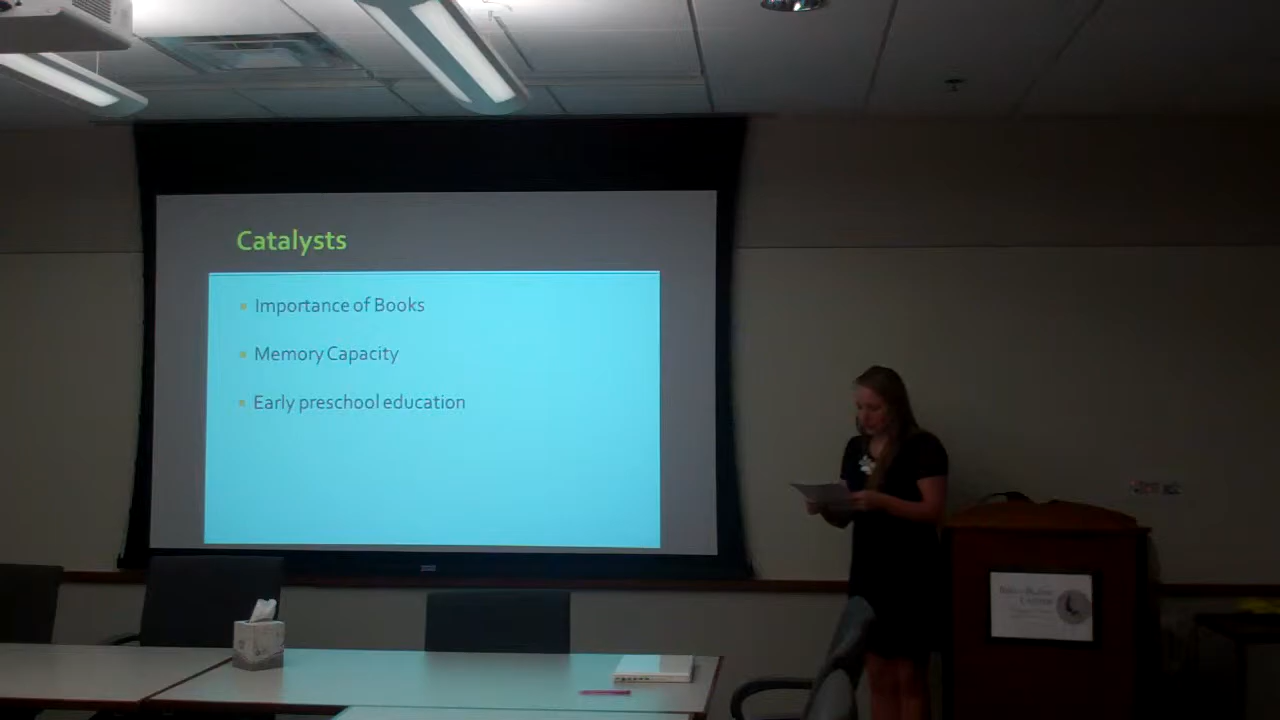 Catalysts
Importance of Books
Memory Capacity
Early preschool education